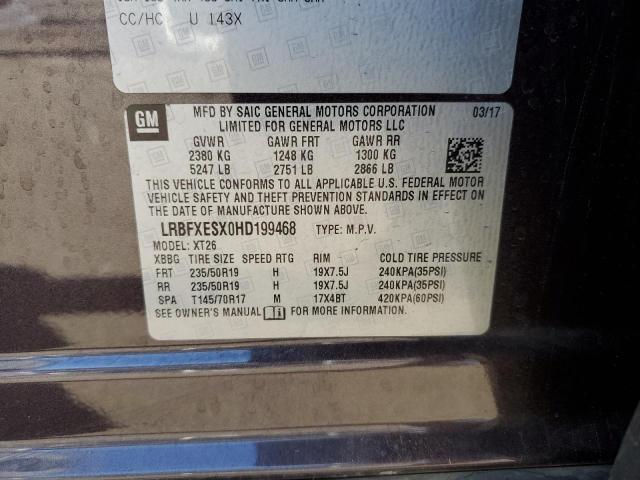 CC/HC U 143X
GM
MFD BY SAIC GENERAL MOTORS CORPORATION 03/17
LIMITED FOR GENERAL MOTORS LLC
GVWR GAWR FRT GAWR RR
2380 KG 1248 KG 1300 KG
5247 LB 2751 LB 2866 LB
THIS VEHICLE CONFORMS TO ALL APPLICABLE U.S. FEDERAL MOTOR
VEHICLE SAFETY AND THEFT PREVENTION STANDARDS IN EFFECT ON
THE DATE OF MANUFACTURE SHOWN ABOVE.
LRBFXESX0HD199468 TYPE: M.P.V.
MODEL: XT26
XBBG TIRE SIZE SPEED RTG RIM COLD TIRE PRESSURE
FRT 235/50R19 H 19X7.5J 240KPA(35PSI)
RR 235/50R19 H 19X7.5J 240KPA(35PSI)
SPA T145/70R17 M 17X4BT 420KPA(60PSI)
SEE OWNER'S MANUAL FOR MORE INFORMATION